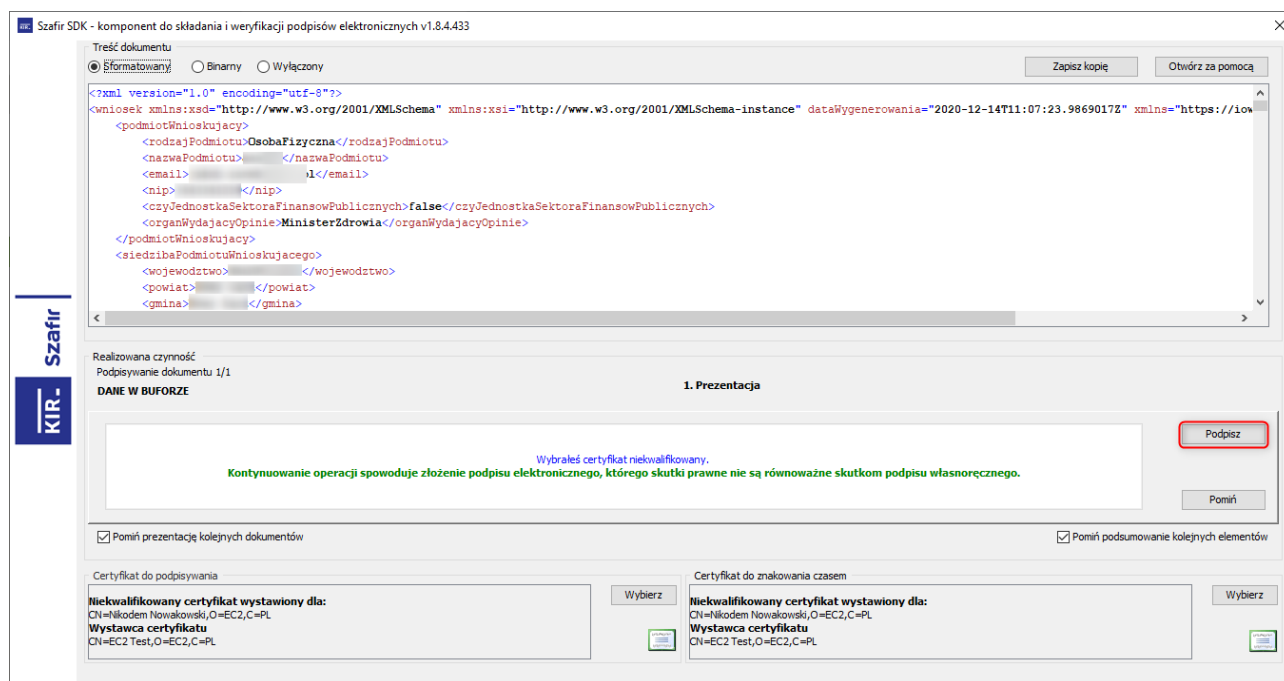 KIR. Szafir SDK - komponent do składania i weryfikacji podpisów elektronicznych v1.8.4.433
Treść dokumentu
Sformatowany Binarny Wyłączony Zapisz kopię Otwórz za pomocą
<?xml version="1.0" encoding="utf-8"?>
<wniosek xmlns:xsd="http://www.w3.org/2001/XMLSchema" xmlns:xsi="http://www.w3.org/2001/XMLSchema-instance" dataWygenerowania="2020-12-14T11:07:23.9869017Z" xmlns="https://iow
<podmiotWnioskujacy>
<rodzajPodmiotu>OsobaFizyczna</rodzajPodmiotu>
<nazwaPodmiotu></nazwaPodmiotu>
<email>l</email>
<nip></nip>
<czyJednostkaSektoraFinansowPublicznych>false</czyJednostkaSektoraFinansowPublicznych>
<organWydajacyOpinie>MinisterZdrowia</organWydajacyOpinie>
</podmiotWnioskujacy>
<siedzibaPodmiotuWnioskujacego>
<wojewodztwo></wojewodztwo>
<powiat></powiat>
<gmina></gmina>
KIR. Szafir
Realizowana czynność
Podpisywanie dokumentu 1/1
DANE W BUFORZE
1. Prezentacja
Wybrałeś certyfikat niekwalifikowany.
Kontynuowanie operacji spowoduje złożenie podpisu elektronicznego, którego skutki prawne nie są równoważne skutkom podpisu własnoręcznego.
Podpisz
Pomiń
Pomiń prezentację kolejnych dokumentów
Pomiń podsumowanie kolejnych elementów
Certyfikat do podpisywania
Niekwalifikowany certyfikat wystawiony dla:
CN=Nikodem Nowakowski,O=EC2,C=PL
Wystawca certyfikatu
CN=EC2 Test,O=EC2,C=PL
Wybierz
Certyfikat do znakowania czasem
Niekwalifikowany certyfikat wystawiony dla:
CN=Nikodem Nowakowski,O=EC2,C=PL
Wystawca certyfikatu
CN=EC2 Test,O=EC2,C=PL
Wybierz